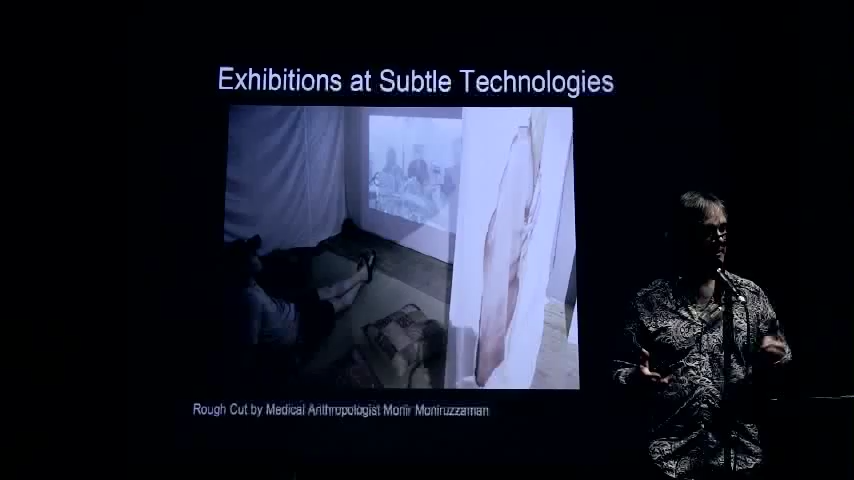 Exhibitions at Subtle Technologies
Rough Cut by Medical Anthropologist Monir Moniruzzaman